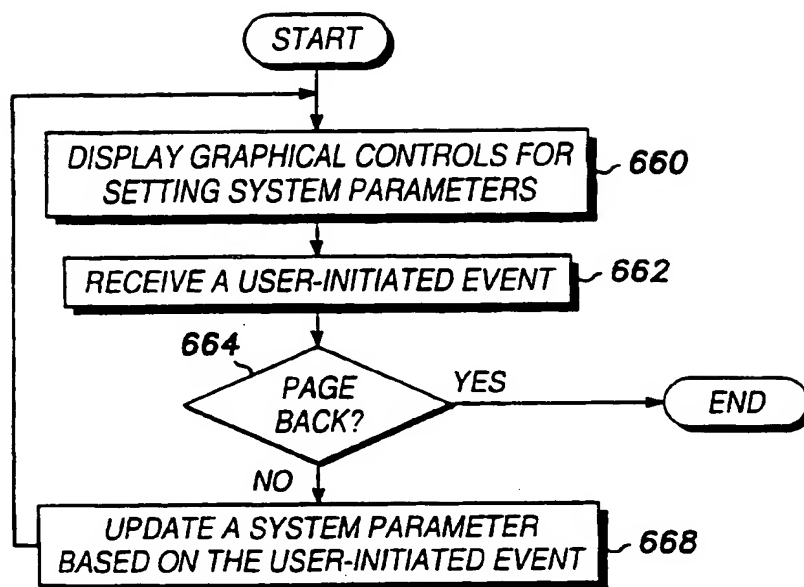 START
DISPLAY GRAPHICAL CONTROLS FOR
SETTING SYSTEM PARAMETERS
660
RECEIVE A USER-INITIATED EVENT
662
664
PAGE
BACK?
YES
END
NO
UPDATE A SYSTEM PARAMETER
BASED ON THE USER-INITIATED EVENT
668